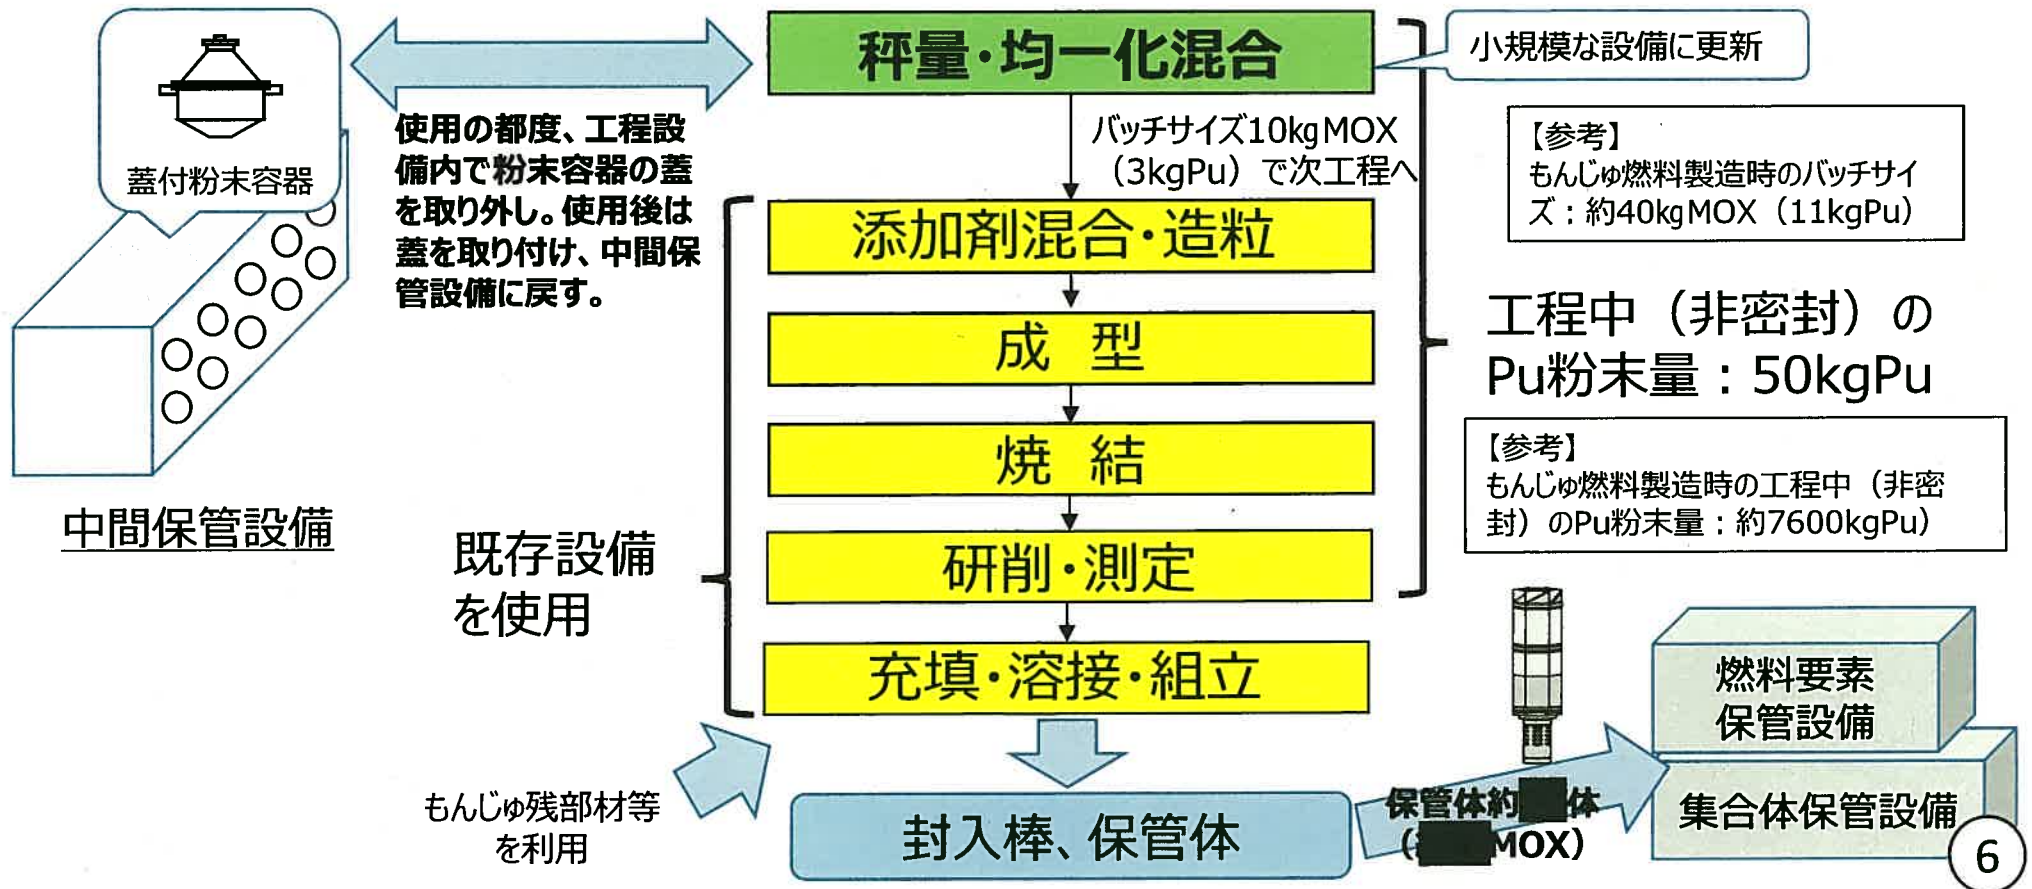 蓋付粉末容器
中間保管設備
使用の都度、工程設
備内で粉末容器の蓋
を取り外し。使用後は
蓋を取り付け、中間保
管設備に戻す。
秤量・均一化混合
小規模な設備に更新
バッチサイズ10kgMOX
（3kgPu）で次工程へ
添加剤混合・造粒
成 型
焼 結
研削・測定
充填・溶接・組立
既存設備
を使用
【参考】
もんじゅ燃料製造時のバッチサイ
ズ：約40kgMOX（11kgPu）
工程中（非密封）の
Pu粉末量：50kgPu
【参考】
もんじゅ燃料製造時の工程中（非密
封）のPu粉末量：約7600kgPu）
もんじゅ残部材等
を利用
封入棒、保管体
保管体約 体
（ MOX）
燃料要素
保管設備
集合体保管設備
6